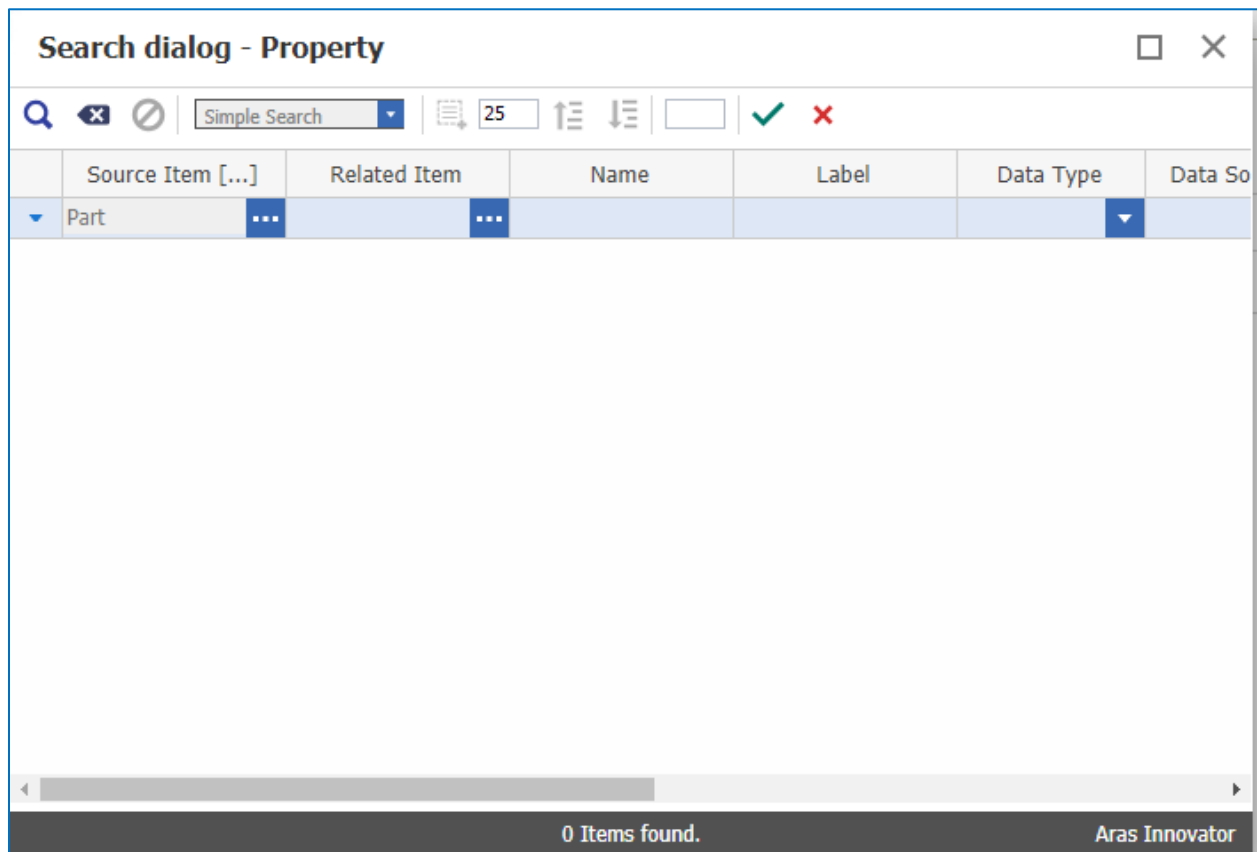 Search dialog - Property
Simple Search 25
Source Item [...] Related Item Name Label Data Type Data So
Part
0 Items found. Aras Innovator